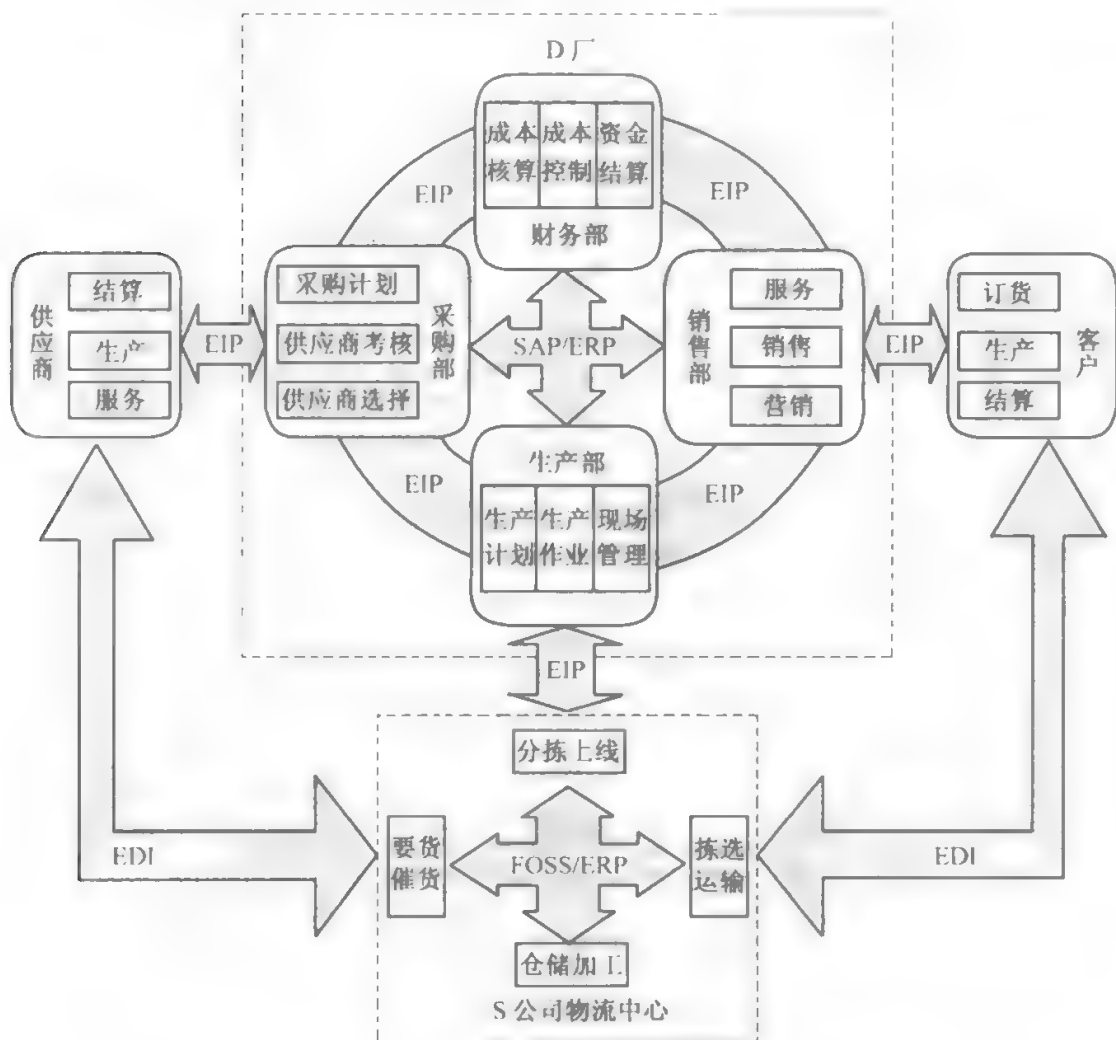 D厂
成本 成本 资金
核算 控制 结算
财务部
EIP
EIP
供应商
结算
生产
服务
EIP
采购计划
供应商考核
供应商选择
采购部
SAP/ERP
销售部
服务
销售
营销
EIP
订货
生产
结算
客户
EIP
EIP
生产部
生产 生产 现场
计划 作业 管理
EIP
分拣上线
要货
催货
FOSS/ERP
拣选
运输
EDI
EDI
仓储加工
S公司物流中心